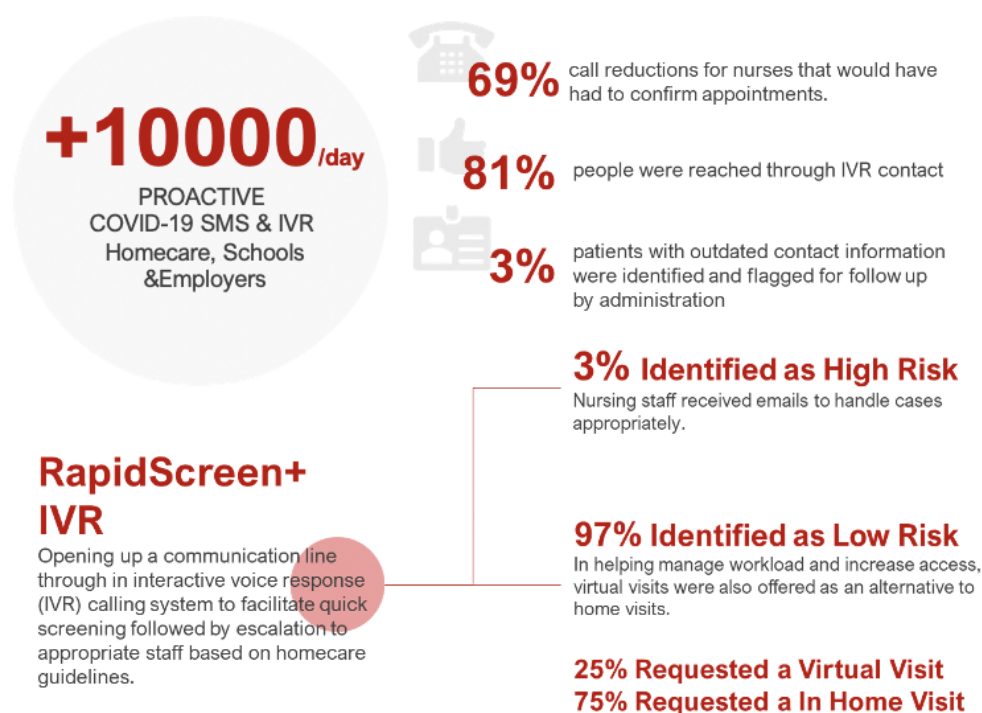 +10000/day
PROACTIVE
COVID-19 SMS & IVR
Homecare, Schools
&Employers
69% call reductions for nurses that would have
had to confirm appointments.
81% people were reached through IVR contact
3% patients with outdated contact information
were identified and flagged for follow up
by administration
3% Identified as High Risk
Nursing staff received emails to handle cases
appropriately.
RapidScreen+
IVR
Opening up a communication line
through in interactive voice response
(IVR) calling system to facilitate quick
screening followed by escalation to
appropriate staff based on homecare
guidelines.
97% Identified as Low Risk
In helping manage workload and increase access,
virtual visits were also offered as an alternative to
home visits.
25% Requested a Virtual Visit
75% Requested a In Home Visit